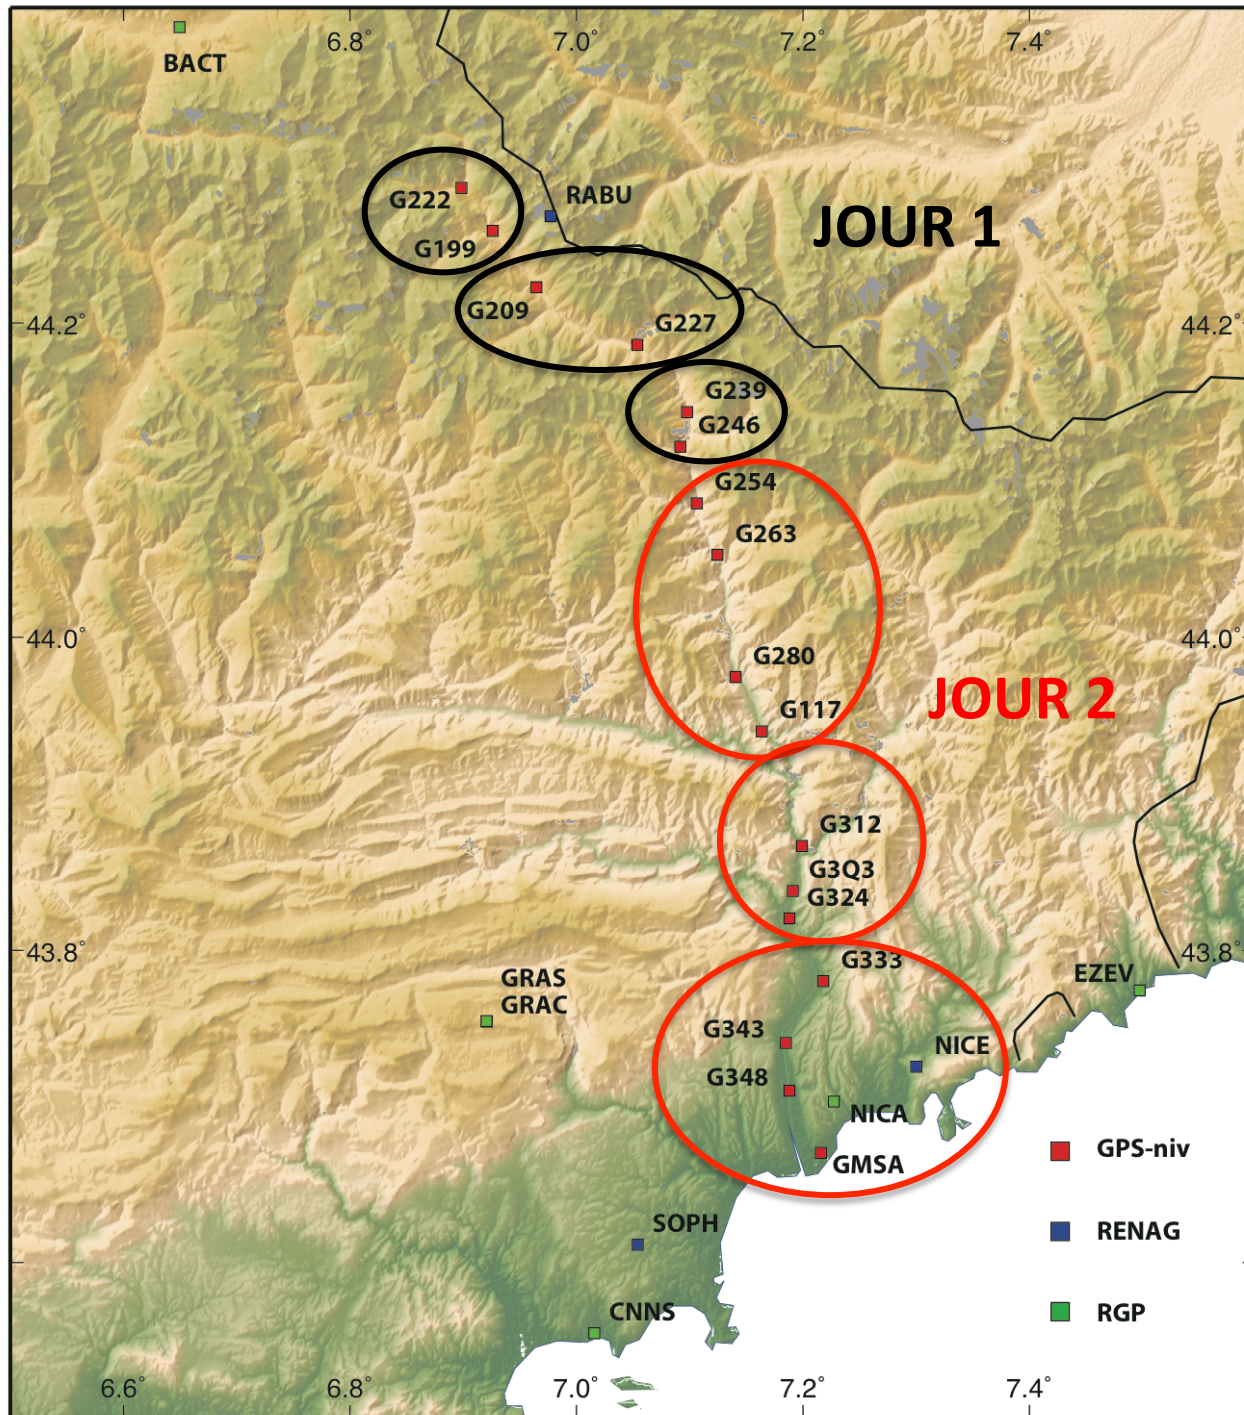 6.8°
7.0°
7.2°
7.4°
BACT
G222
RABU
JOUR 1
G199
G209
G227
44.2°
44.2°
G239
G246
G254
G263
44.0°
44.0°
G280
JOUR 2
G117
G312
G3Q3
G324
43.8°
43.8°
G333
EZEV
GRAS
GRAC
G343
NICE
G348
NICA
GPS-niv
GMSA
SOPH
RENAG
CNNS
RGP
6.6°
6.8°
7.0°
7.2°
7.4°